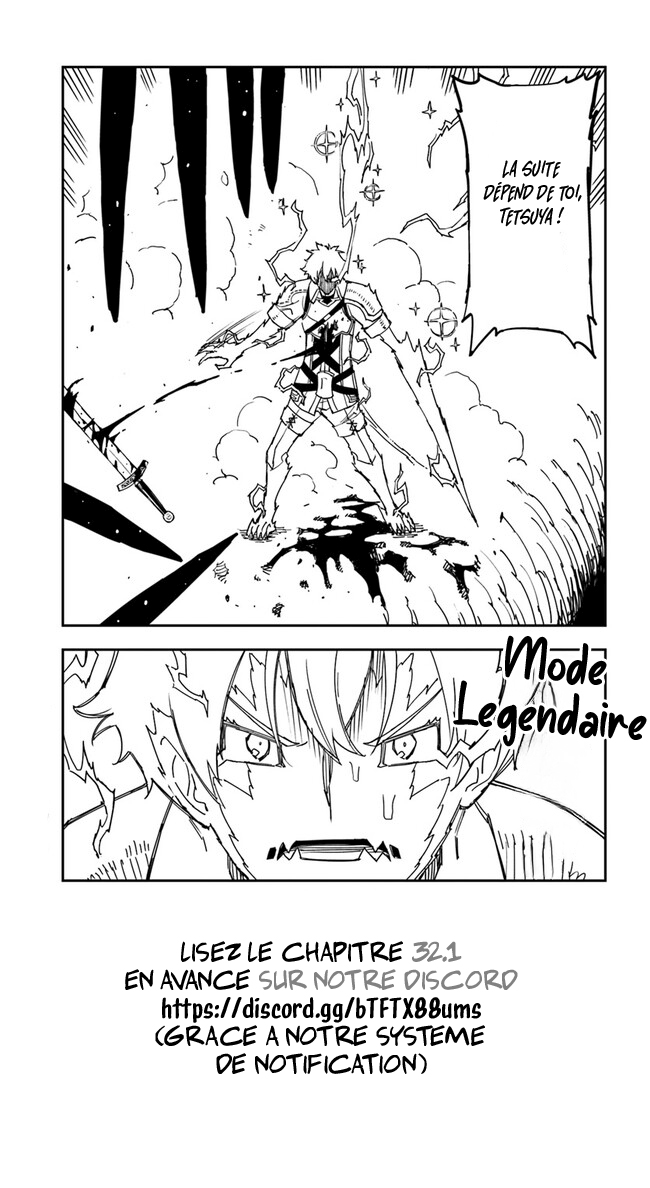 LA SUITE
DÉPEND DE TOI,
TETSUYA !
Mode
Legendaire
LISEZ LE CHAPITRE 32.1
EN AVANCE SUR NOTRE DISCORD
https://discord.gg/bTFTX88ums
(GRACE A NOTRE SYSTEME
DE NOTIFICATION)